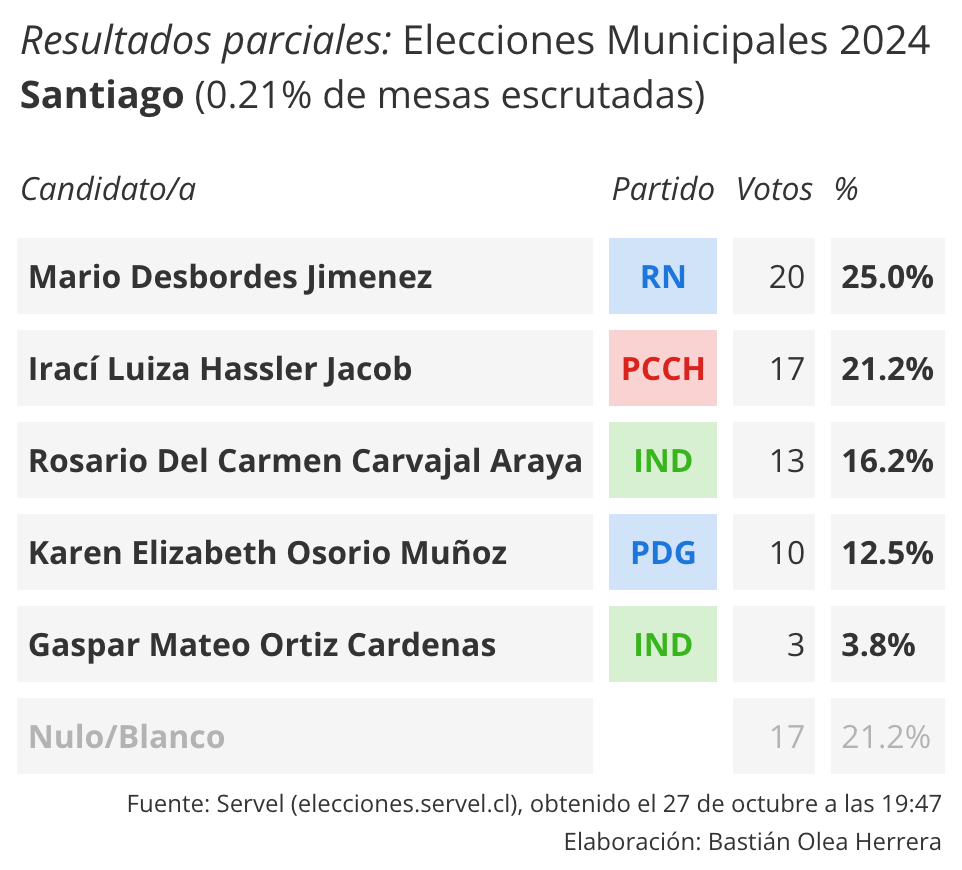 Resultados parciales: Elecciones Municipales 2024
Santiago (0.21% de mesas escrutadas)
Candidato/a Partido Votos %
Mario Desbordes Jimenez RN 20 25.0%
Irací Luiza Hassler Jacob PCCH 17 21.2%
Rosario Del Carmen Carvajal Araya IND 13 16.2%
Karen Elizabeth Osorio Muñoz PDG 10 12.5%
Gaspar Mateo Ortiz Cardenas IND 3 3.8%
Nulo/Blanco 17 21.2%
Fuente: Servel (elecciones.servel.cl), obtenido el 27 de octubre a las 19:47
Elaboración: Bastián Olea Herrera